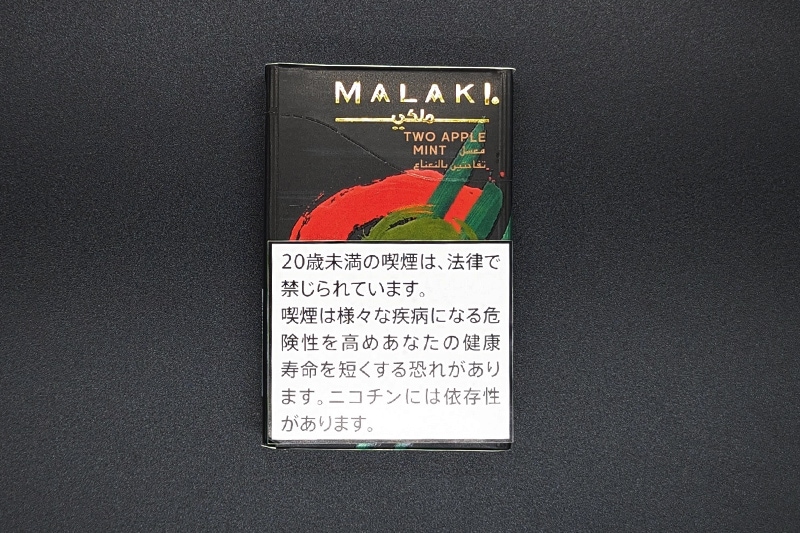 MALAKI
ملكي
TWO APPLE
MINT معسل
تفاحتين بالنعناع
20歳未満の喫煙は、法律で
禁じられています。
喫煙は様々な疾病になる危
険性を高めあなたの健康
寿命を短くする恐れがあり
ます。ニコチンには依存性
があります。